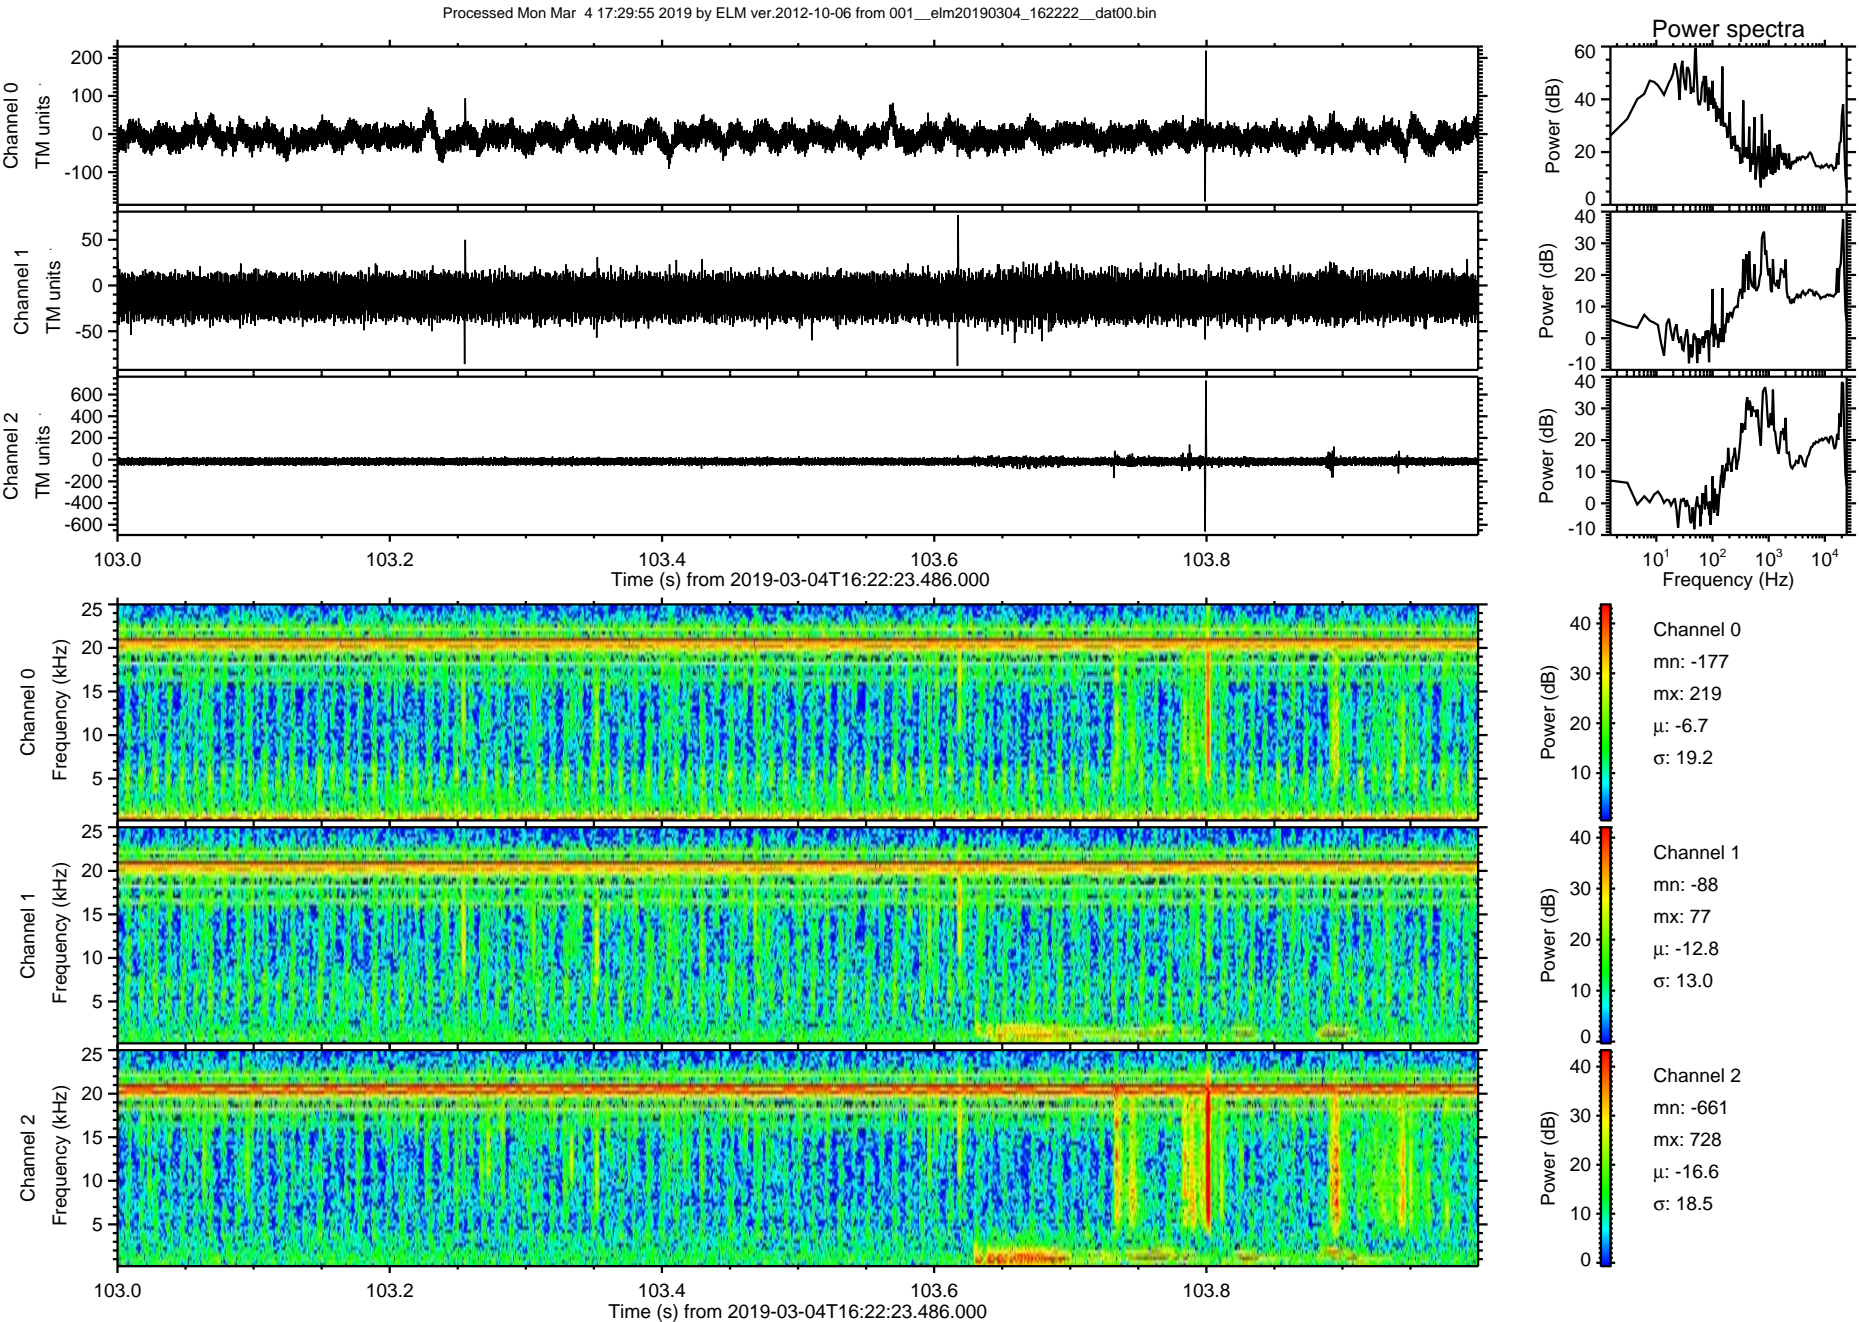 Processed Mon Mar 4 17:29:55 2019 by ELM ver.2012-10-06 from 001__elm20190304_162222__dat00.bin
Power spectra
Channel 0
TM units
200
100
0
-100
Power (dB)
60
40
20
0
Channel 1
TM units
50
0
-50
Power (dB)
40
30
20
10
0
-10
Channel 2
TM units
600
400
200
0
-200
-400
-600
Power (dB)
40
30
20
10
0
-10
103.0 103.2 103.4 103.6 103.8
Time (s) from 2019-03-04T16:22:23.486.000
10^1 10^2 10^3 10^4
Frequency (Hz)
Channel 0
Frequency (kHz)
25
20
15
10
5
Power (dB)
40
30
20
10
Channel 0
mn: -177
mx: 219
μ: -6.7
σ: 19.2
Channel 1
Frequency (kHz)
25
20
15
10
5
Power (dB)
40
30
20
10
0
Channel 1
mn: -88
mx: 77
μ: -12.8
σ: 13.0
Channel 2
Frequency (kHz)
25
20
15
10
5
Power (dB)
40
30
20
10
0
Channel 2
mn: -661
mx: 728
μ: -16.6
σ: 18.5
103.0 103.2 103.4 103.6 103.8
Time (s) from 2019-03-04T16:22:23.486.000